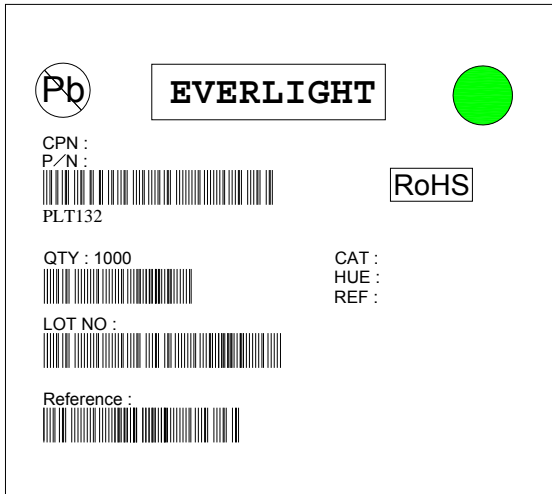 Pb
EVERLIGHT
CPN :
P/N :
RoHS
PLT132
QTY : 1000
CAT :
HUE :
REF :
LOT NO :
Reference :